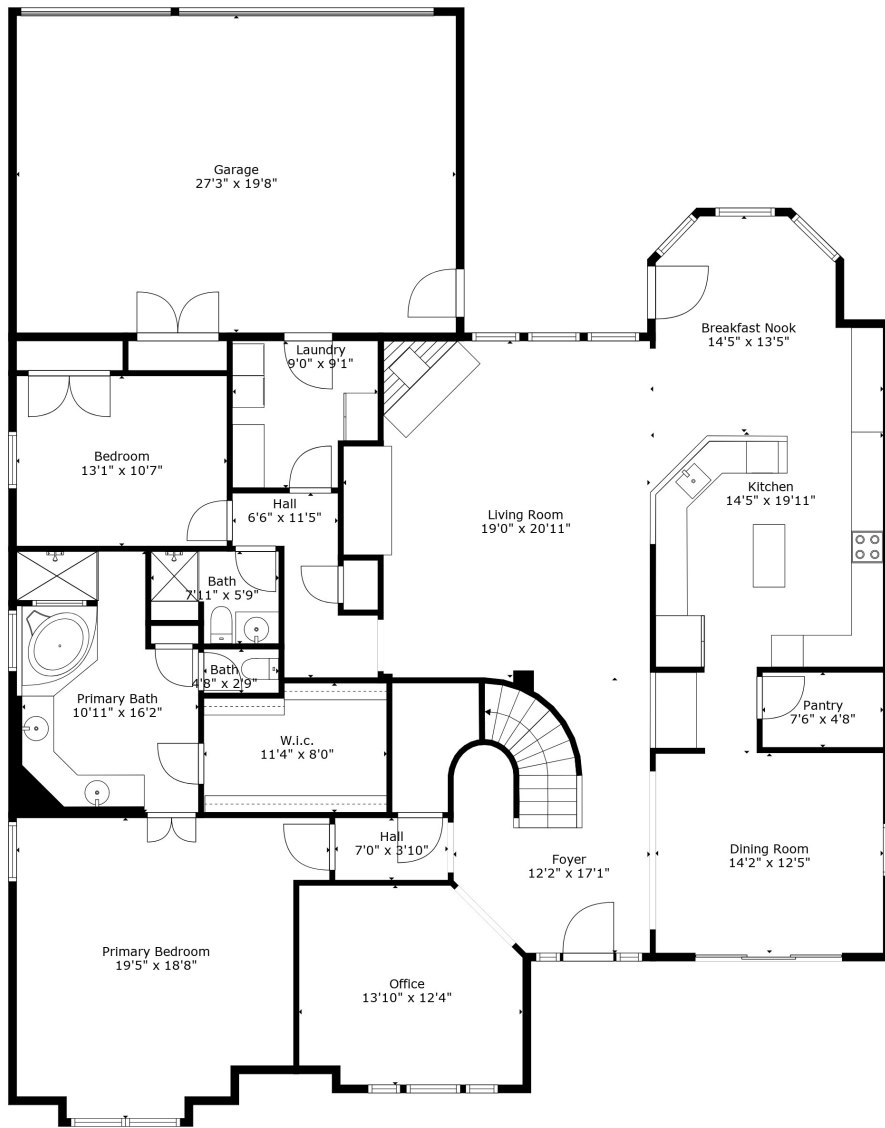 Garage
27'3" x 19'8"
Laundry
9'0" x 9'1"
Breakfast Nook
14'5" x 13'5"
Bedroom
13'1" x 10'7"
Hall
6'6" x 11'5"
Living Room
19'0" x 20'11"
Kitchen
14'5" x 19'11"
Bath
7'11" x 5'9"
Bath
4'8" x 2'9"
Primary Bath
10'11" x 16'2"
W.i.c.
11'4" x 8'0"
Pantry
7'6" x 4'8"
Hall
7'0" x 3'10"
Foyer
12'2" x 17'1"
Dining Room
14'2" x 12'5"
Primary Bedroom
19'5" x 18'8"
Office
13'10" x 12'4"